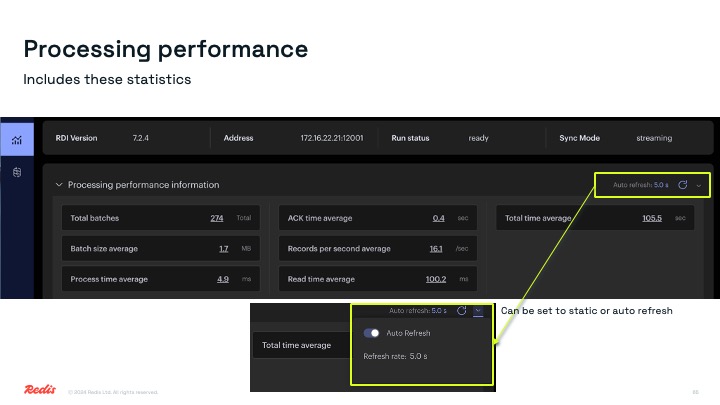 Processing performance
Includes these statistics
RDI Version 7.2.4 Address 172.16.22.21:12001 Run status ready Sync Mode streaming
Processing performance information Auto refresh: 5.0 s
Total batches 274 Total ACK time average 0.4 sec Total time average 105.5 sec
Batch size average 1.7 MB Records per second average 16.1 /sec
Process time average 4.9 ms Read time average 100.2 ms
Auto refresh: 5.0 s
Can be set to static or auto refresh
Auto Refresh
Total time average
Refresh rate: 5.0 s
Redis © 2024 Redis Ltd. All rights reserved.